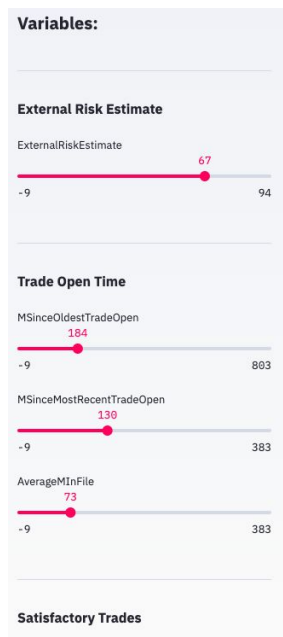 Variables:
External Risk Estimate
ExternalRiskEstimate
67
-9 94
Trade Open Time
MSinceOldestTradeOpen
184
-9 803
MSinceMostRecentTradeOpen
130
-9 383
AverageMInFile
73
-9 383
Satisfactory Trades